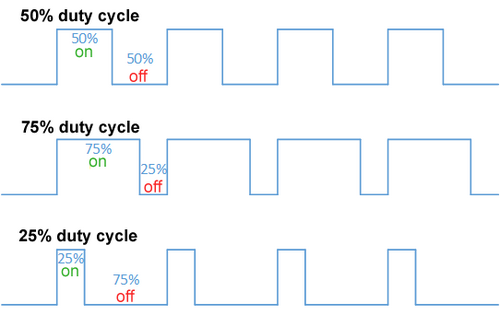 50% duty cycle
50%
on
50%
off
75% duty cycle
75%
on
25%
off
25% duty cycle
25%
on
75%
off